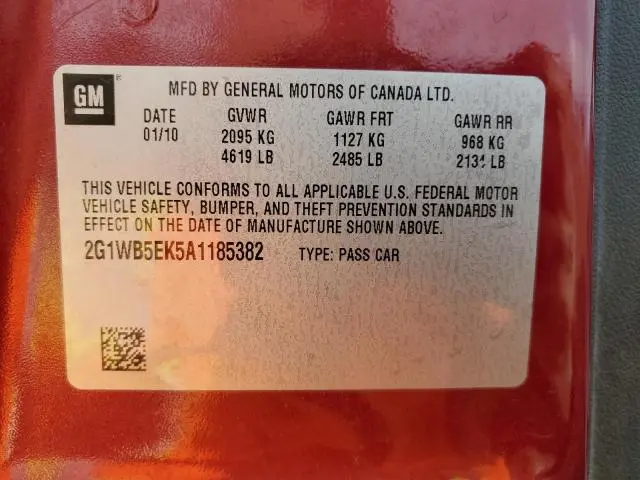 GM ®
MFD BY GENERAL MOTORS OF CANADA LTD.
DATE GVWR GAWR FRT GAWR RR
01/10 2095 KG 1127 KG 968 KG
4619 LB 2485 LB 2134 LB
THIS VEHICLE CONFORMS TO ALL APPLICABLE U.S. FEDERAL MOTOR
VEHICLE SAFETY, BUMPER, AND THEFT PREVENTION STANDARDS IN
EFFECT ON THE DATE OF MANUFACTURE SHOWN ABOVE.
2G1WB5EK5A1185382 TYPE: PASS CAR